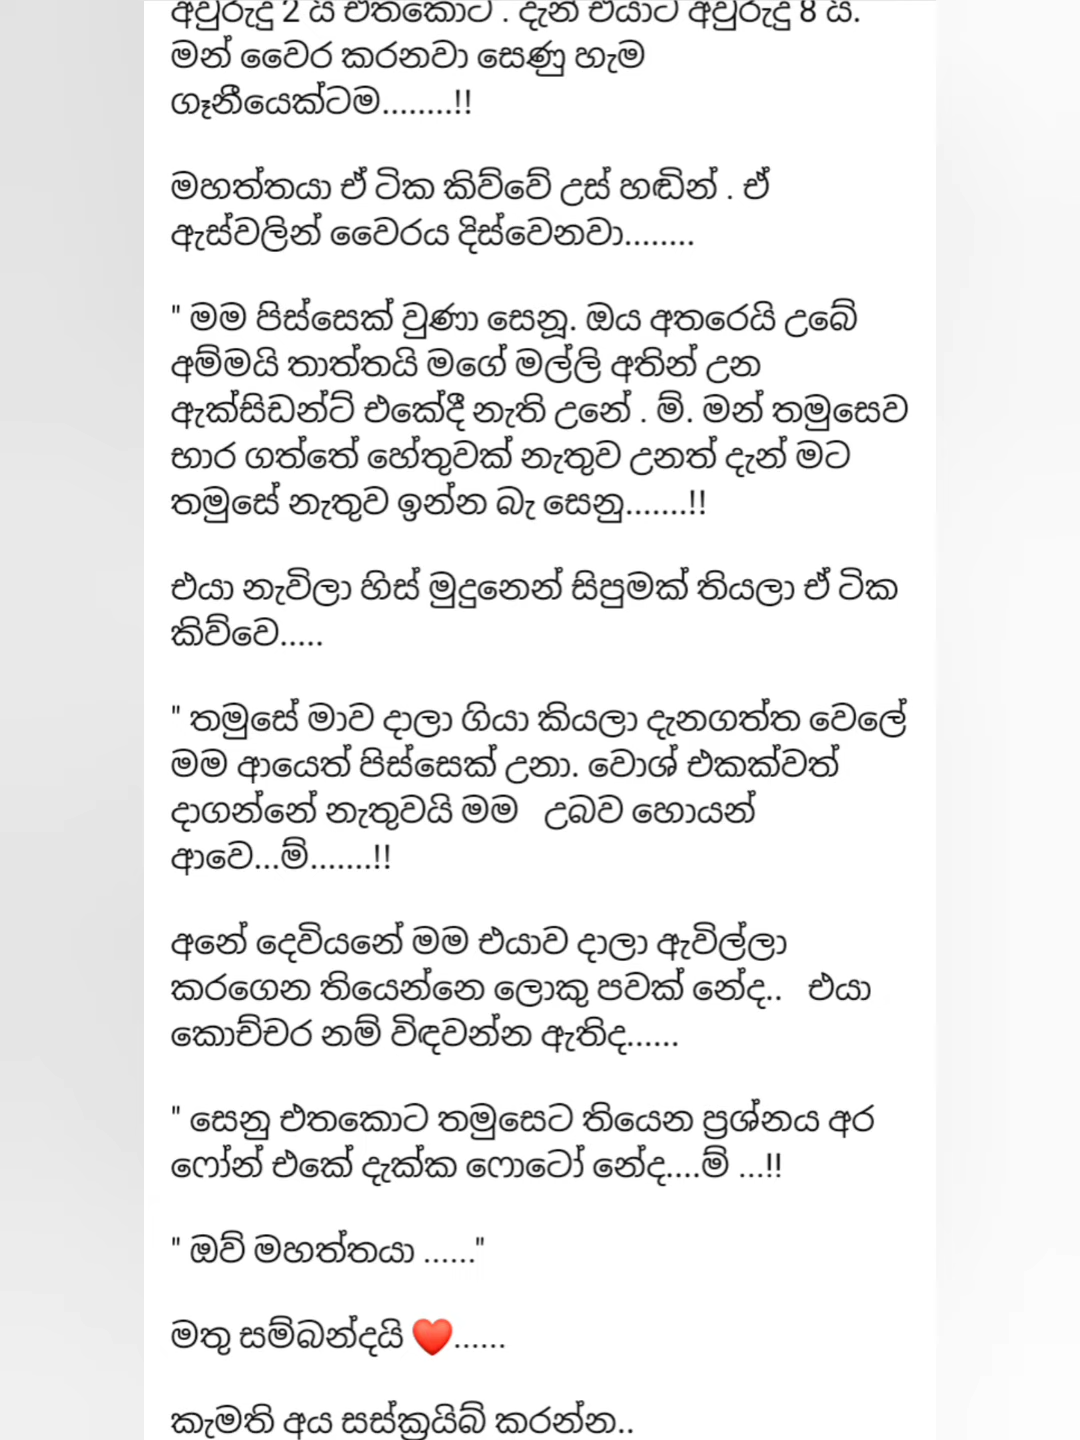 අවුරුදු 2 යි එතකොට . දැන් එයාට අවුරුදු 8 යි.
මන් වෛර කරනවා සෙණු හැම
ගෑනියෙක්ටම........!!
මහත්තයා ඒ ටික කිව්වේ උස් හඬින් . ඒ
ඇස්වලින් වෛරය දිස්වෙනවා........
" මම පිස්සෙක් වුණා සෙනූ. ඔය අතරෙයි උබේ
අම්මයි තාත්තයි මගේ මල්ලි අතින් උන
ඇක්සිඩන්ට් එකේදී නැති උනේ . ම්. මන් තමුසෙව
භාර ගත්තේ හේතුවක් නැතුව උනත් දැන් මට
තමුසේ නැතුව ඉන්න බැ සෙනු.......!!
එයා නැවිලා හිස් මුදුනෙන් සිපුමක් තියලා ඒ ටික
කිව්වෙ.....
" තමුසේ මාව දාලා ගියා කියලා දැනගත්ත වෙලේ
මම ආයෙත් පිස්සෙක් උනා. වොශ් එකක්වත්
දාගන්නේ නැතුවයි මම උබව හොයන්
ආවෙ...ම්.......!!
අනේ දෙවියනේ මම එයාව දාලා ඇවිල්ලා
කරගෙන තියෙන්නෙ ලොකු පවක් නේද.. එයා
කොච්චර නම් විඳවන්න ඇතිද......
" සෙනු එතකොට තමුසෙට තියෙන ප්‍රශ්නය අර
ෆෝන් එකේ දැක්ක ෆොටෝ නේද....ම් ...!!
" ඔව් මහත්තයා ......"
මතු සම්බන්දයි ❤️......
කැමති අය සස්ක්‍රයිබ් කරන්න..